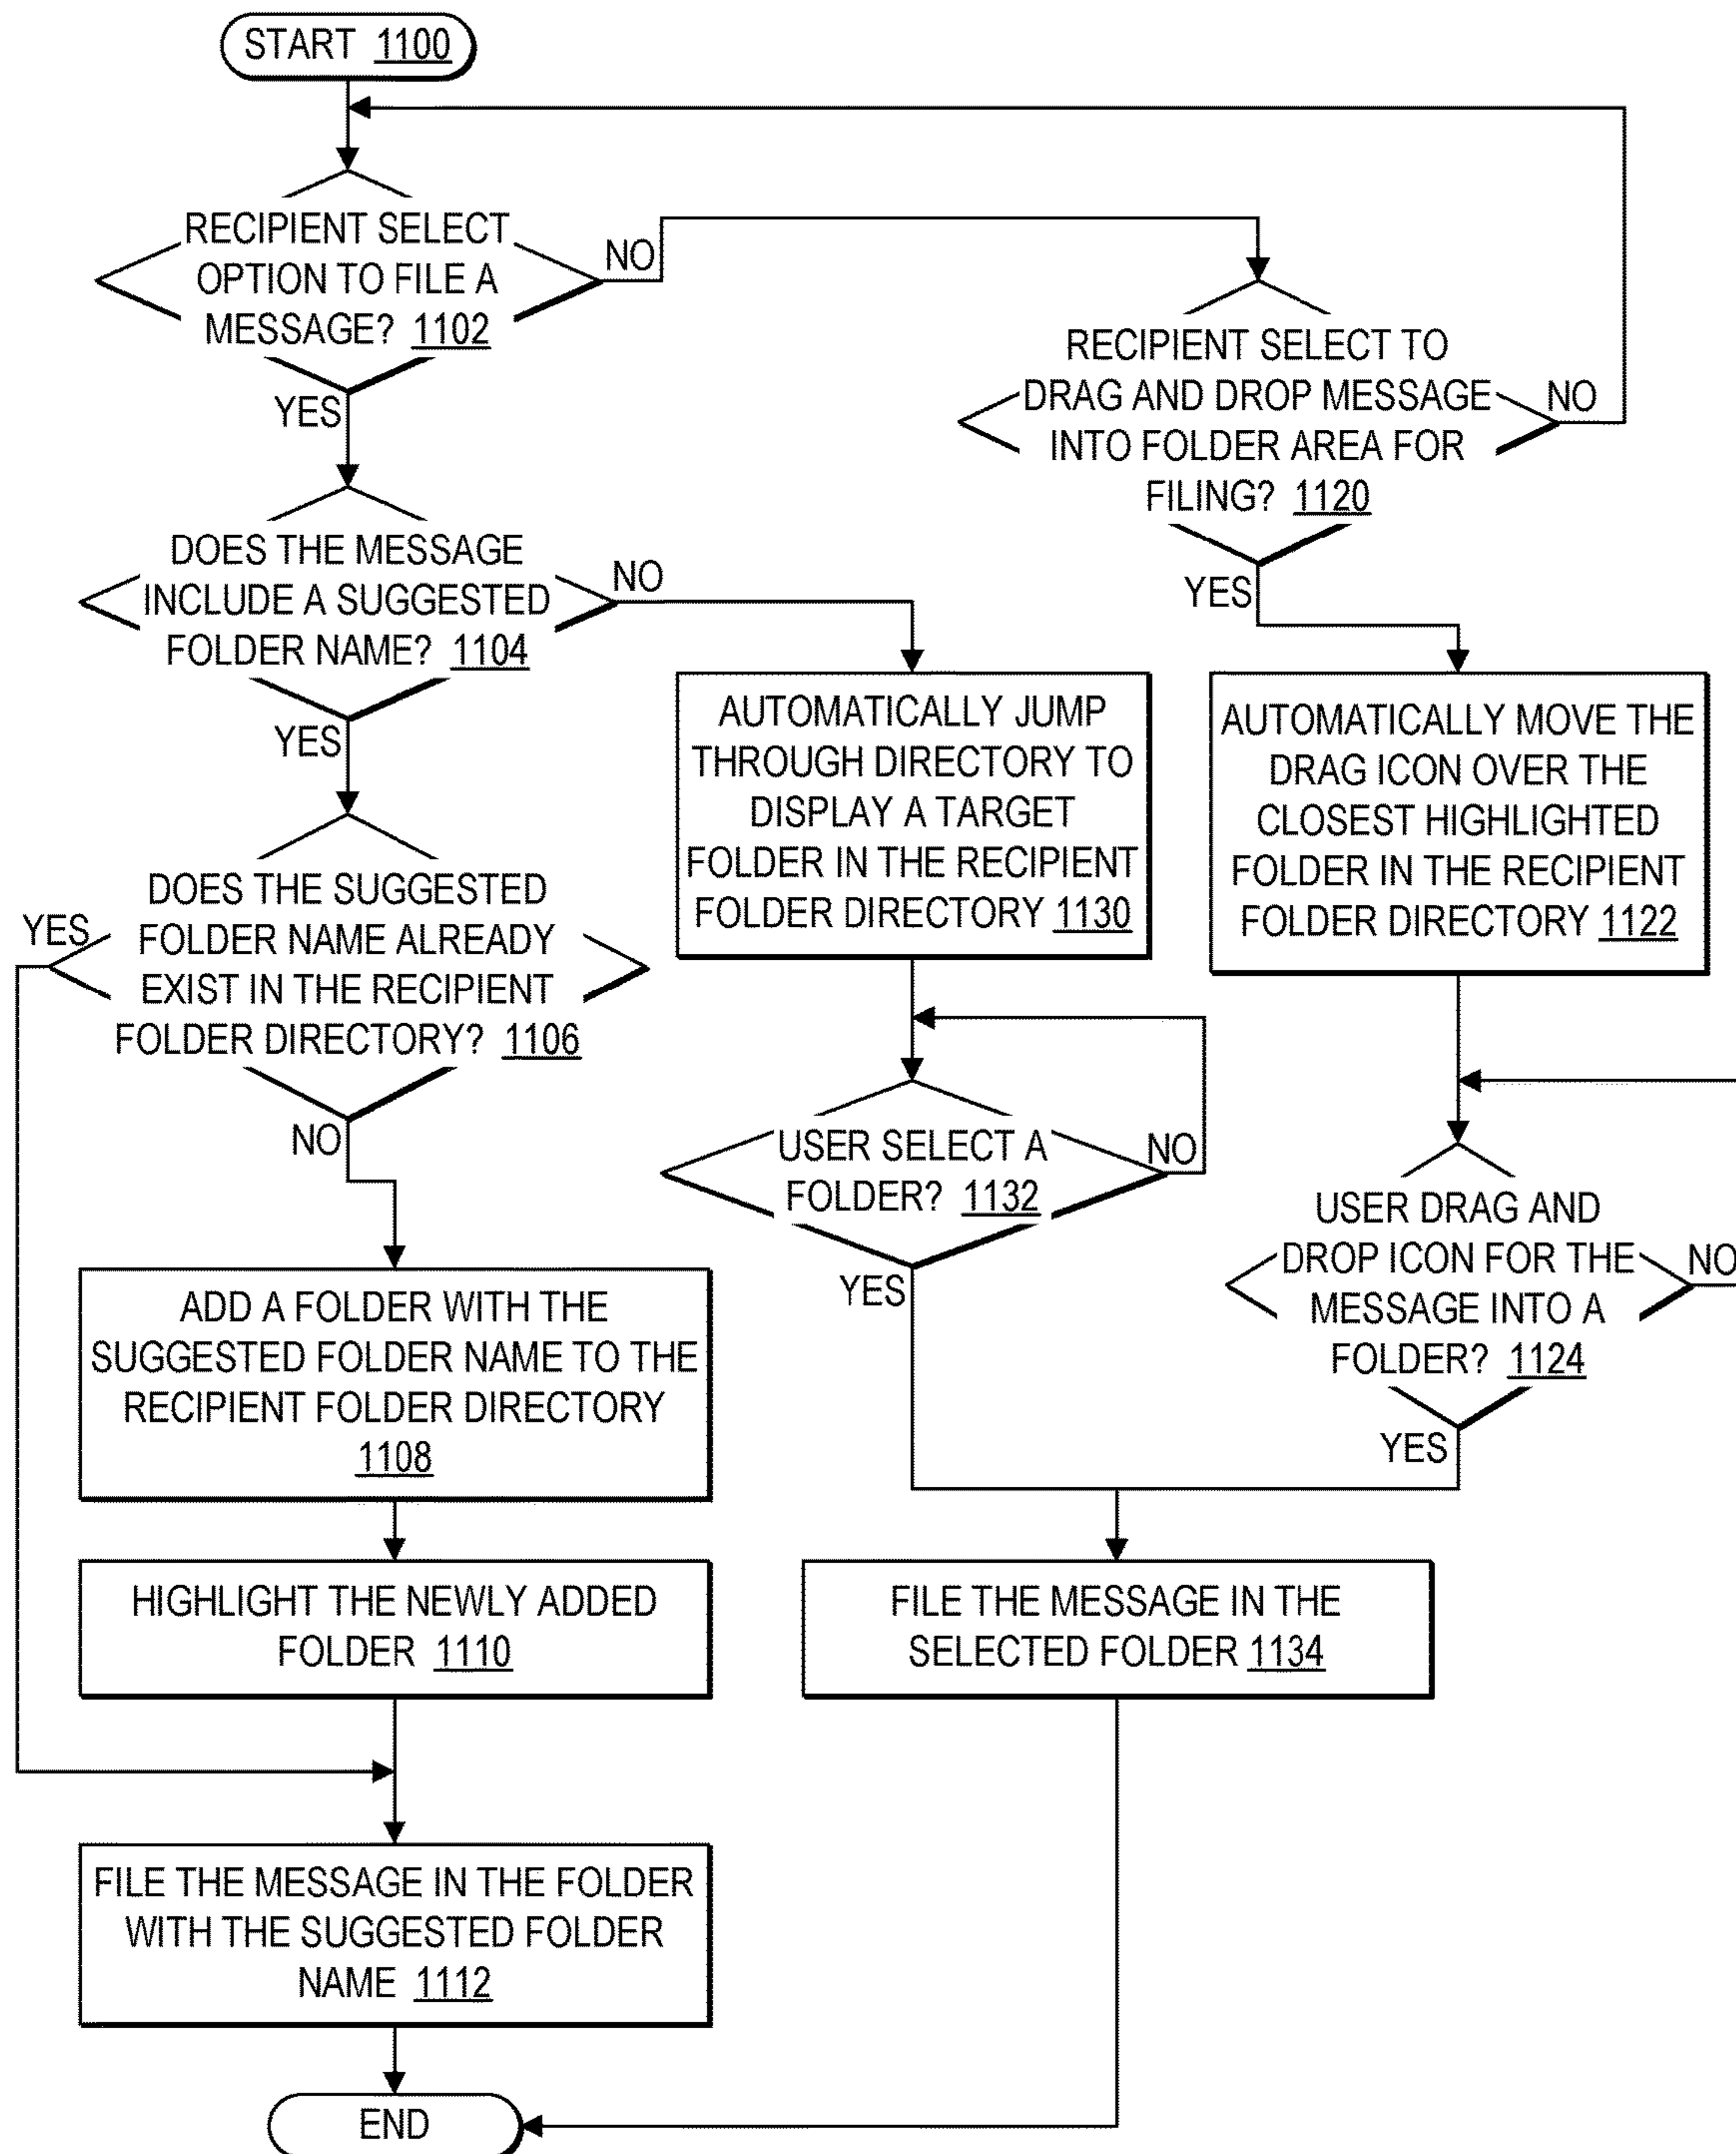 START 1100
RECIPIENT SELECT
OPTION TO FILE A
MESSAGE? 1102
NO
YES
RECIPIENT SELECT TO
DRAG AND DROP MESSAGE
INTO FOLDER AREA FOR
FILING? 1120
NO
YES
DOES THE MESSAGE
INCLUDE A SUGGESTED
FOLDER NAME? 1104
NO
YES
AUTOMATICALLY JUMP
THROUGH DIRECTORY TO
DISPLAY A TARGET
FOLDER IN THE RECIPIENT
FOLDER DIRECTORY 1130
AUTOMATICALLY MOVE THE
DRAG ICON OVER THE
CLOSEST HIGHLIGHTED
FOLDER IN THE RECIPIENT
FOLDER DIRECTORY 1122
DOES THE SUGGESTED
FOLDER NAME ALREADY
EXIST IN THE RECIPIENT
FOLDER DIRECTORY? 1106
YES
NO
USER SELECT A
FOLDER? 1132
NO
YES
USER DRAG AND
DROP ICON FOR THE
MESSAGE INTO A
FOLDER? 1124
NO
YES
ADD A FOLDER WITH THE
SUGGESTED FOLDER NAME TO THE
RECIPIENT FOLDER DIRECTORY
1108
HIGHLIGHT THE NEWLY ADDED
FOLDER 1110
FILE THE MESSAGE IN THE
SELECTED FOLDER 1134
FILE THE MESSAGE IN THE FOLDER
WITH THE SUGGESTED FOLDER
NAME 1112
END